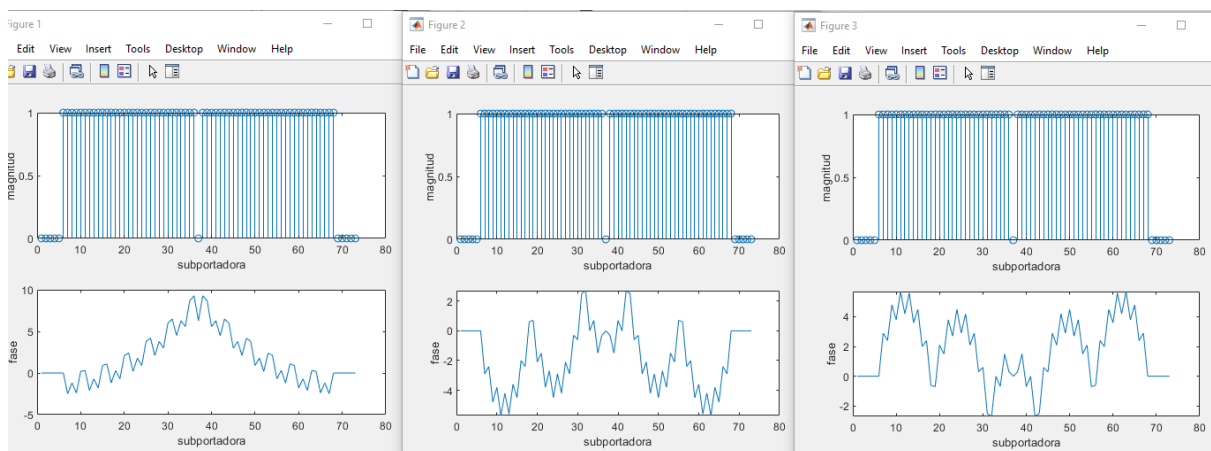 Figure 1
Edit View Insert Tools Desktop Window Help
1
0.5
0
magnitud
0 10 20 30 40 50 60 70 80
subportadora
10
5
0
-5
fase
0 10 20 30 40 50 60 70 80
subportadora
Figure 2
File Edit View Insert Tools Desktop Window Help
1
0.5
0
magnitud
0 10 20 30 40 50 60 70 80
subportadora
2
0
-2
-4
fase
0 10 20 30 40 50 60 70 80
subportadora
Figure 3
File Edit View Insert Tools Desktop Window Help
1
0.5
0
magnitud
0 10 20 30 40 50 60 70 80
subportadora
4
2
0
-2
fase
0 10 20 30 40 50 60 70 80
subportadora